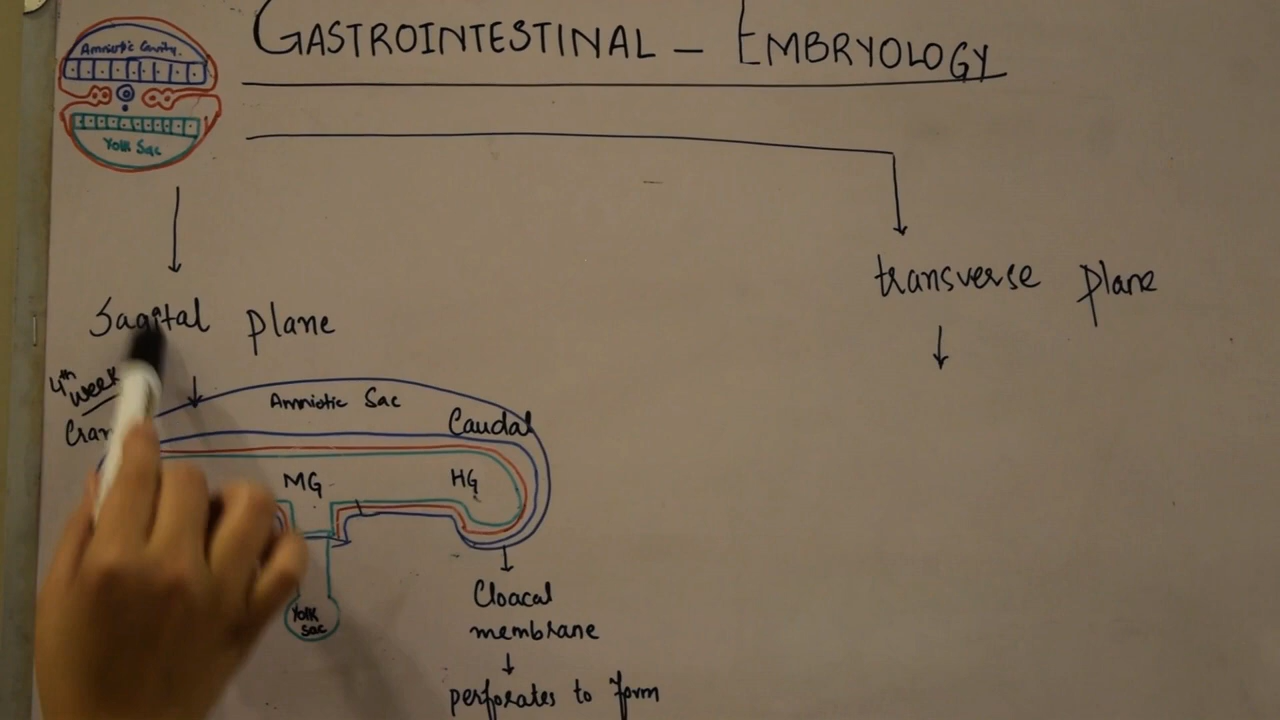 GASTROINTESTINAL - EMBRYOLOGY
Amniotic Cavity.
Yolk Sac
Sagital plane
transverse plane
4th week
Amniotic Sac
Caudal
MG
HG
Yolk
Sac
Cloacal
membrane
perforates to form